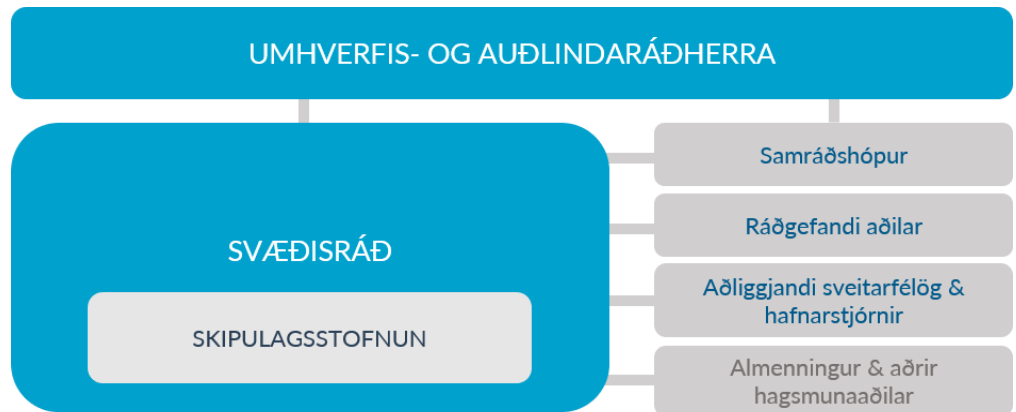 UMHVERFIS- OG AUÐLINDARÁÐHERRA
SVÆÐISRÁÐ
SKIPULAGSSTOFNUN
Samráðshópur
Ráðgefandi aðilar
Aðliggjandi sveitarfélög &
hafnarstjórnir
Almenningur & aðrir
hagsmunaaðilar